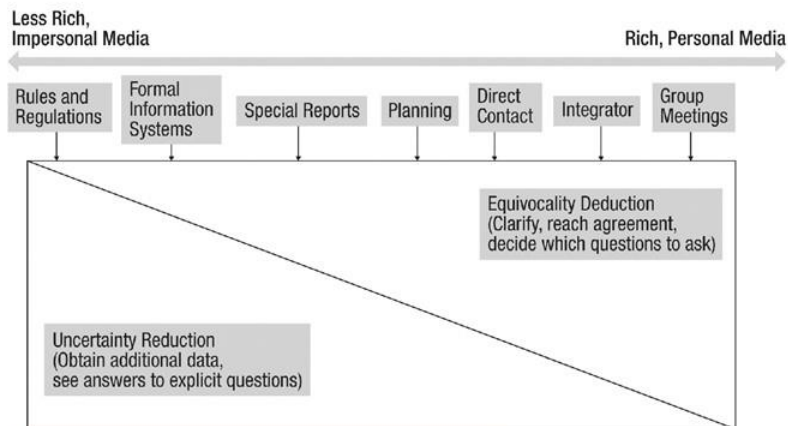 Less Rich,
Impersonal Media
Rich, Personal Media
Rules and
Regulations
Formal
Information
Systems
Special Reports
Planning
Direct
Contact
Integrator
Group
Meetings
Equivocality Deduction
(Clarify, reach agreement,
decide which questions to ask)
Uncertainty Reduction
(Obtain additional data,
see answers to explicit questions)